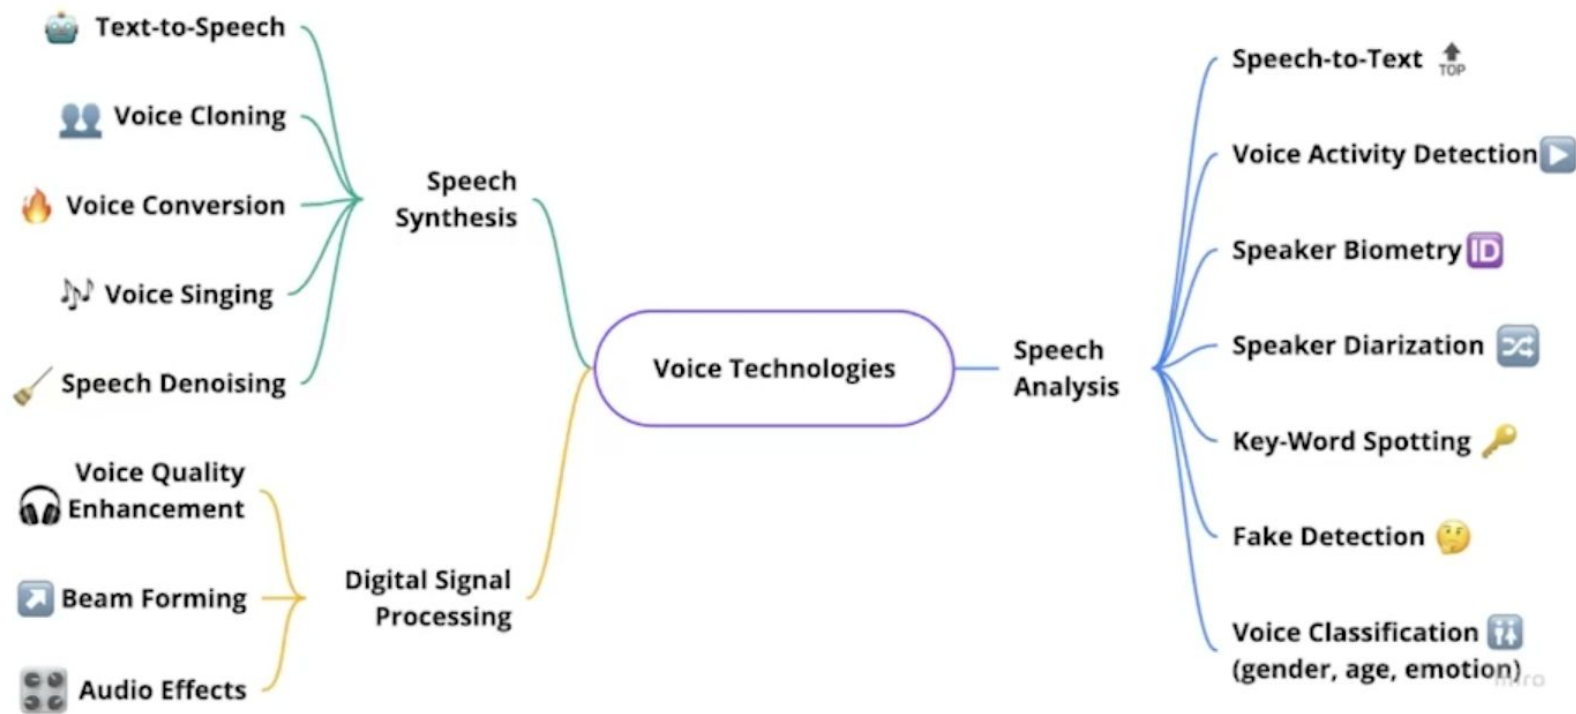 Text-to-Speech
Voice Cloning
Voice Conversion
Voice Singing
Speech Denoising
Speech
Synthesis
Voice Quality
Enhancement
Beam Forming
Audio Effects
Digital Signal
Processing
Voice Technologies
Speech
Analysis
Speech-to-Text
TOP
Voice Activity Detection
Speaker Biometry
ID
Speaker Diarization
Key-Word Spotting
Fake Detection
Voice Classification
(gender, age, emotion)
miro